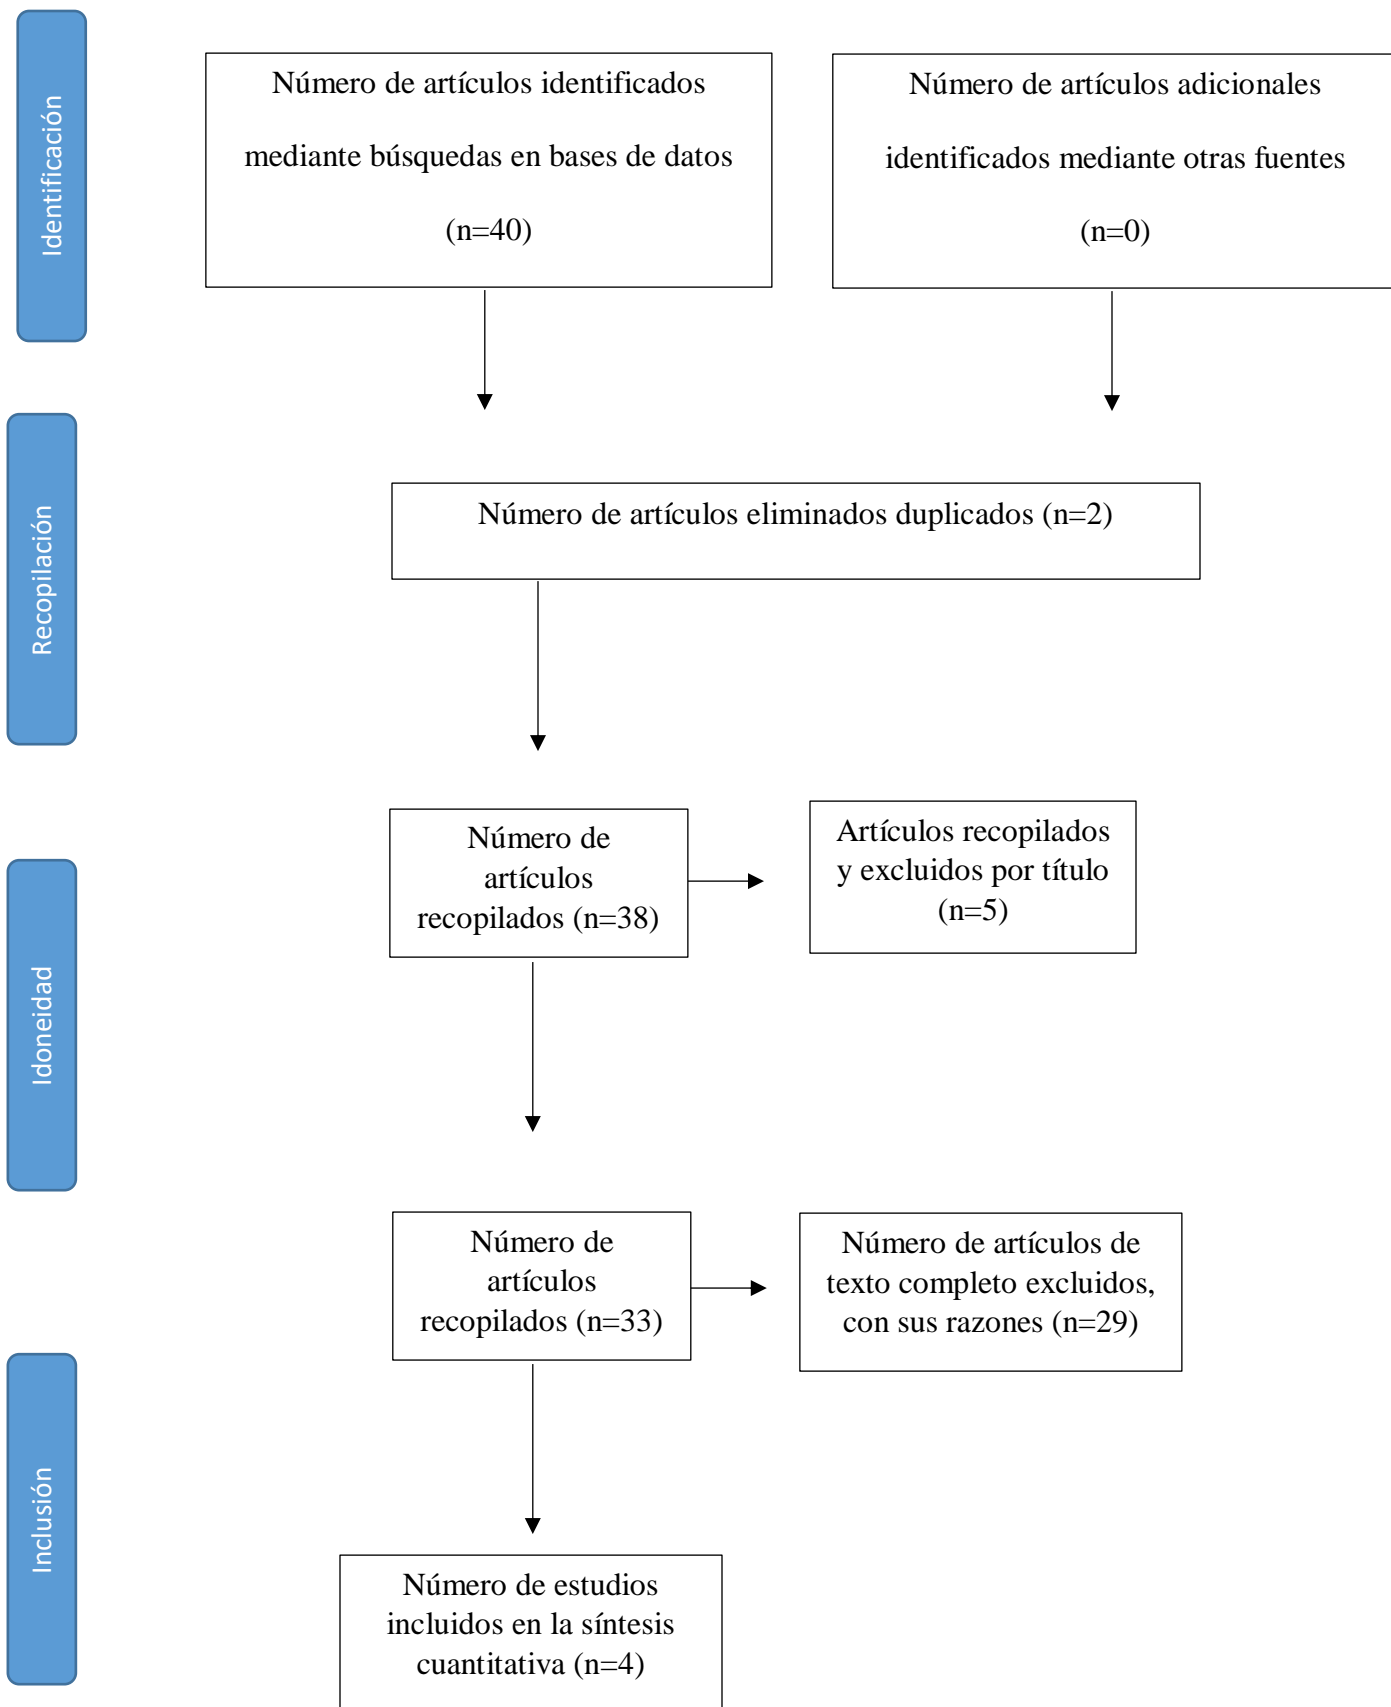 Identificación
Número de artículos identificados
mediante búsquedas en bases de datos
(n=40)
Número de artículos adicionales
identificados mediante otras fuentes
(n=0)
Recopilación
Número de artículos eliminados duplicados (n=2)
Idoneidad
Número de
artículos
recopilados (n=38)
Artículos recopilados
y excluidos por título
(n=5)
Número de
artículos
recopilados (n=33)
Número de artículos de
texto completo excluidos,
con sus razones (n=29)
Inclusión
Número de estudios
incluidos en la síntesis
cuantitativa (n=4)